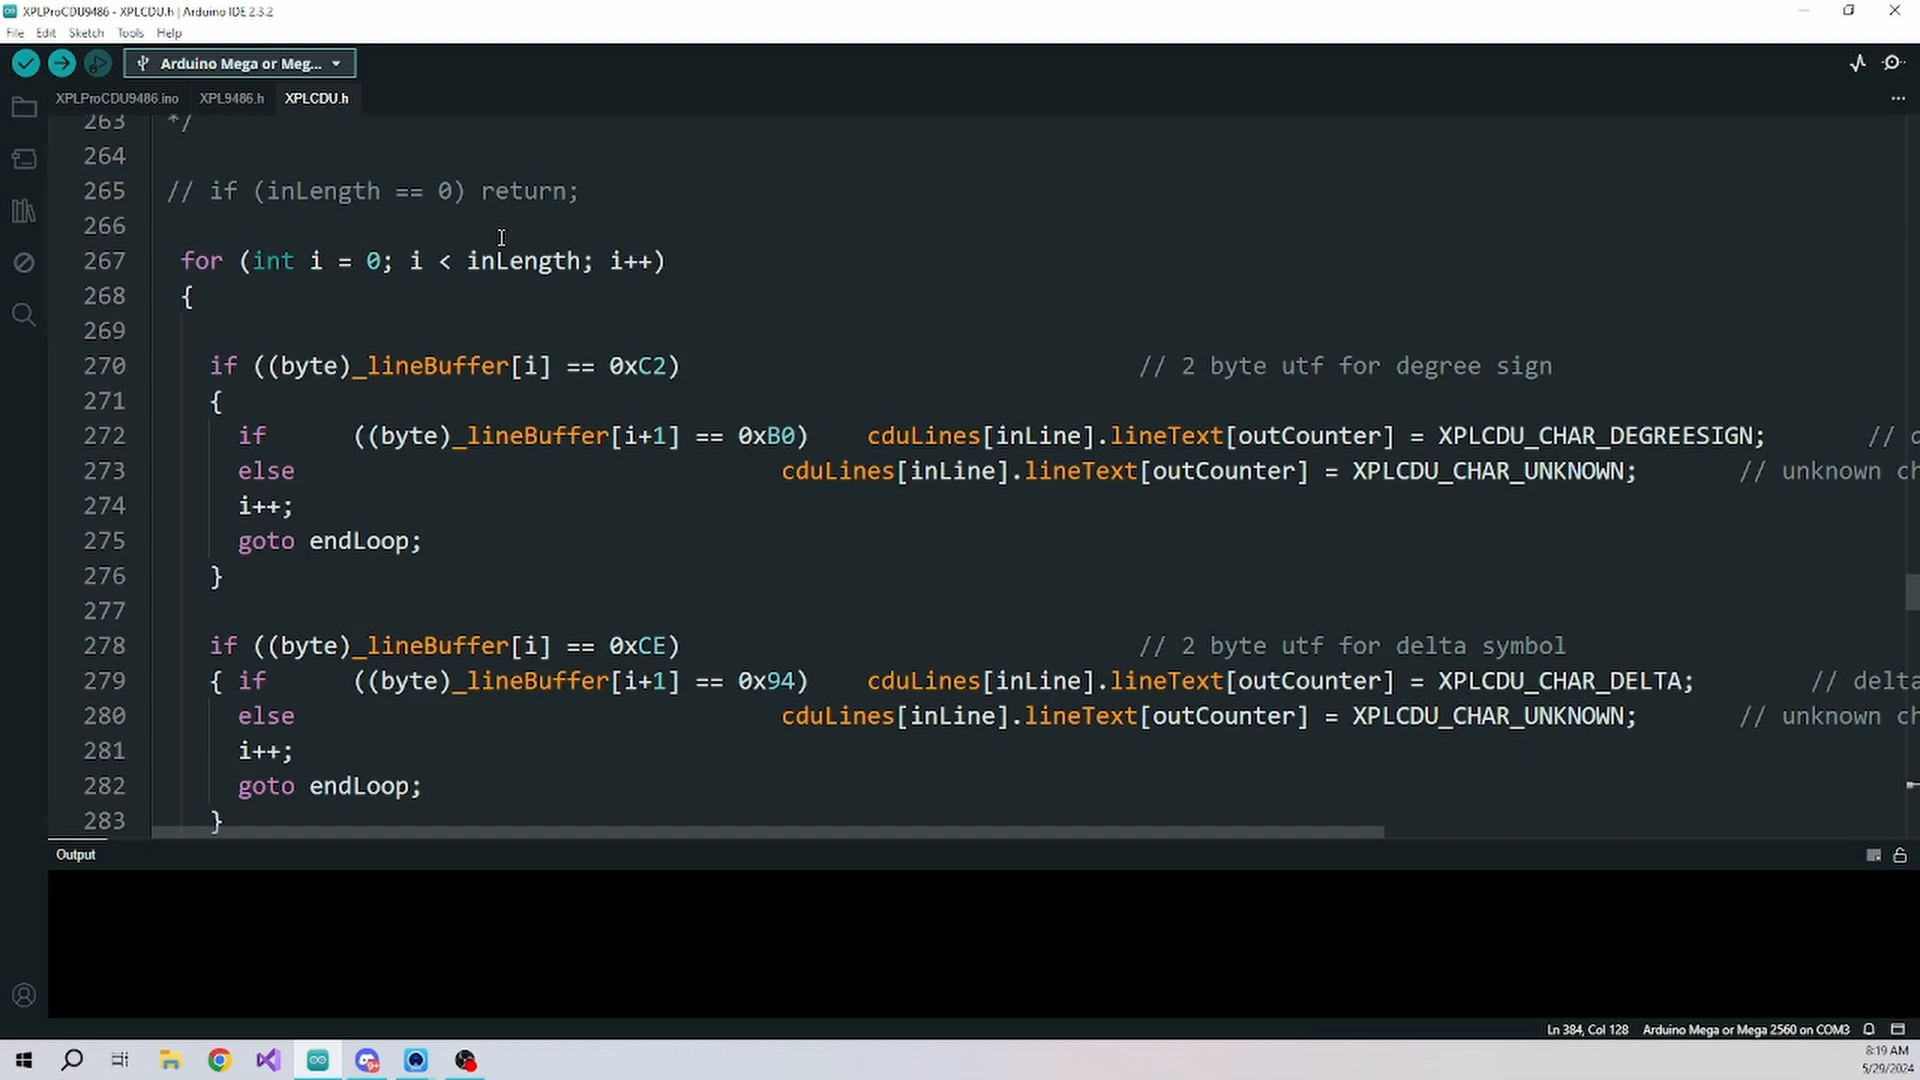 XPLProCDU9486 - XPLCDU.h | Arduino IDE 2.3.2
File Edit Sketch Tools Help
Arduino Mega or Meg...
XPLProCDU9486.ino XPL9486.h XPLCDU.h
263 */
264
265 // if (inLength == 0) return;
266
267 for (int i = 0; i < inLength; i++)
268 {
269
270 if ((byte)_lineBuffer[i] == 0xC2) // 2 byte utf for degree sign
271 {
272 if ((byte)_lineBuffer[i+1] == 0xB0) cduLines[inLine].lineText[outCounter] = XPLCDU_CHAR_DEGREESIGN; //
273 else cduLines[inLine].lineText[outCounter] = XPLCDU_CHAR_UNKNOWN; // unknown ch
274 i++;
275 goto endLoop;
276 }
277
278 if ((byte)_lineBuffer[i] == 0xCE) // 2 byte utf for delta symbol
279 { if ((byte)_lineBuffer[i+1] == 0x94) cduLines[inLine].lineText[outCounter] = XPLCDU_CHAR_DELTA; // delta
280 else cduLines[inLine].lineText[outCounter] = XPLCDU_CHAR_UNKNOWN; // unknown ch
281 i++;
282 goto endLoop;
283 }
Output
Ln 384, Col 128 Arduino Mega or Mega 2560 on COM3
8:19 AM
5/29/2024